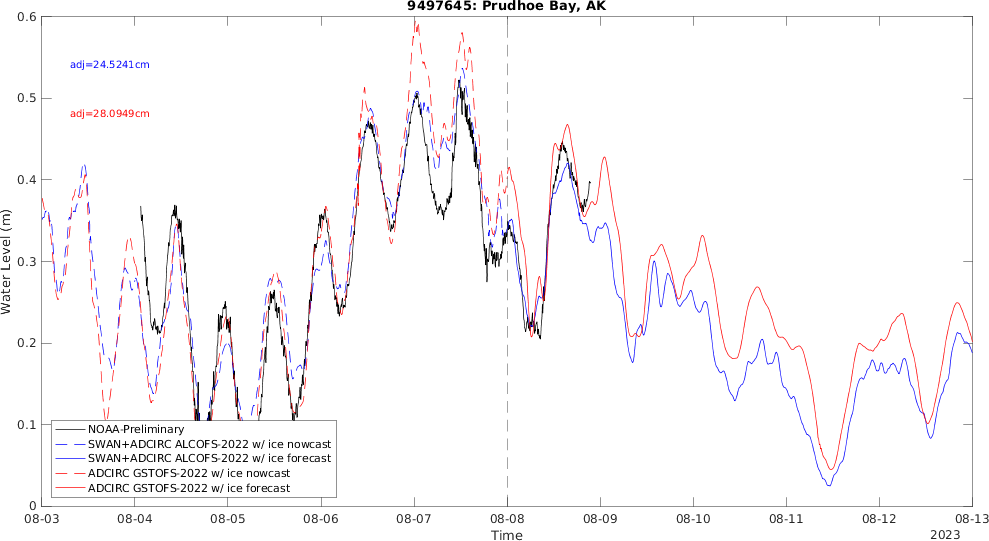 9497645: Prudhoe Bay, AK
0.6
adj=24.5241cm
0.5
adj=28.0949cm
0.4
Water Level (m)
0.3
0.2
0.1
NOAA-Preliminary
SWAN+ADCIRC ALCOFS-2022 w/ ice nowcast
SWAN+ADCIRC ALCOFS-2022 w/ ice forecast
ADCIRC GSTOFS-2022 w/ ice nowcast
ADCIRC GSTOFS-2022 w/ ice forecast
0
08-03 08-04 08-05 08-06 08-07 08-08 08-09 08-10 08-11 08-12 08-13
Time
2023